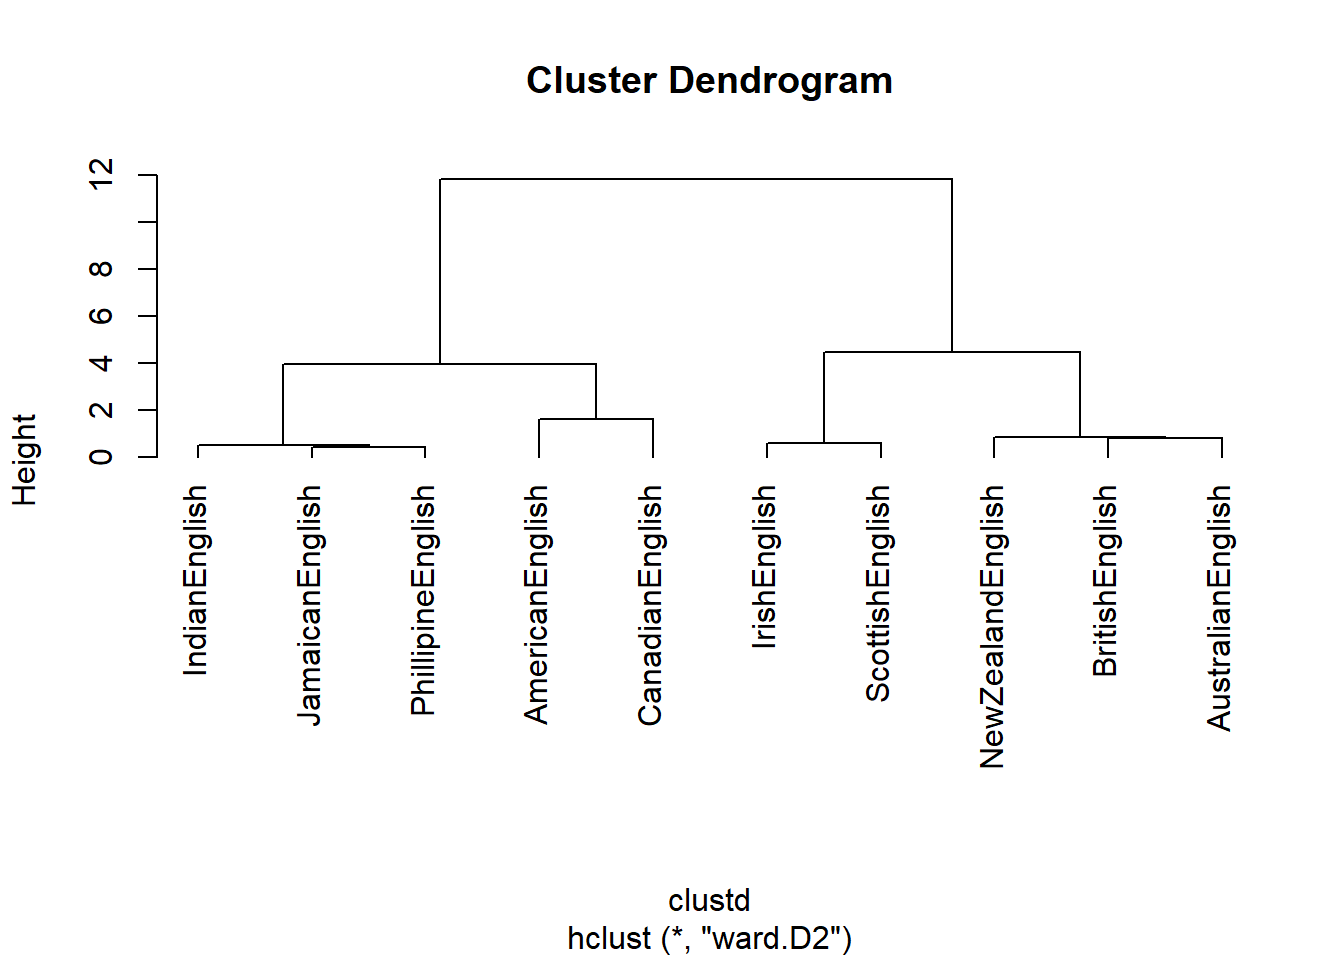 Cluster Dendrogram
Height
12
8
6
4
2
0
IndianEnglish
JamaicanEnglish
PhillipineEnglish
AmericanEnglish
CanadianEnglish
IrishEnglish
ScottishEnglish
NewZealandEnglish
BritishEnglish
AustralianEnglish
clustd
hclust (*, "ward.D2")